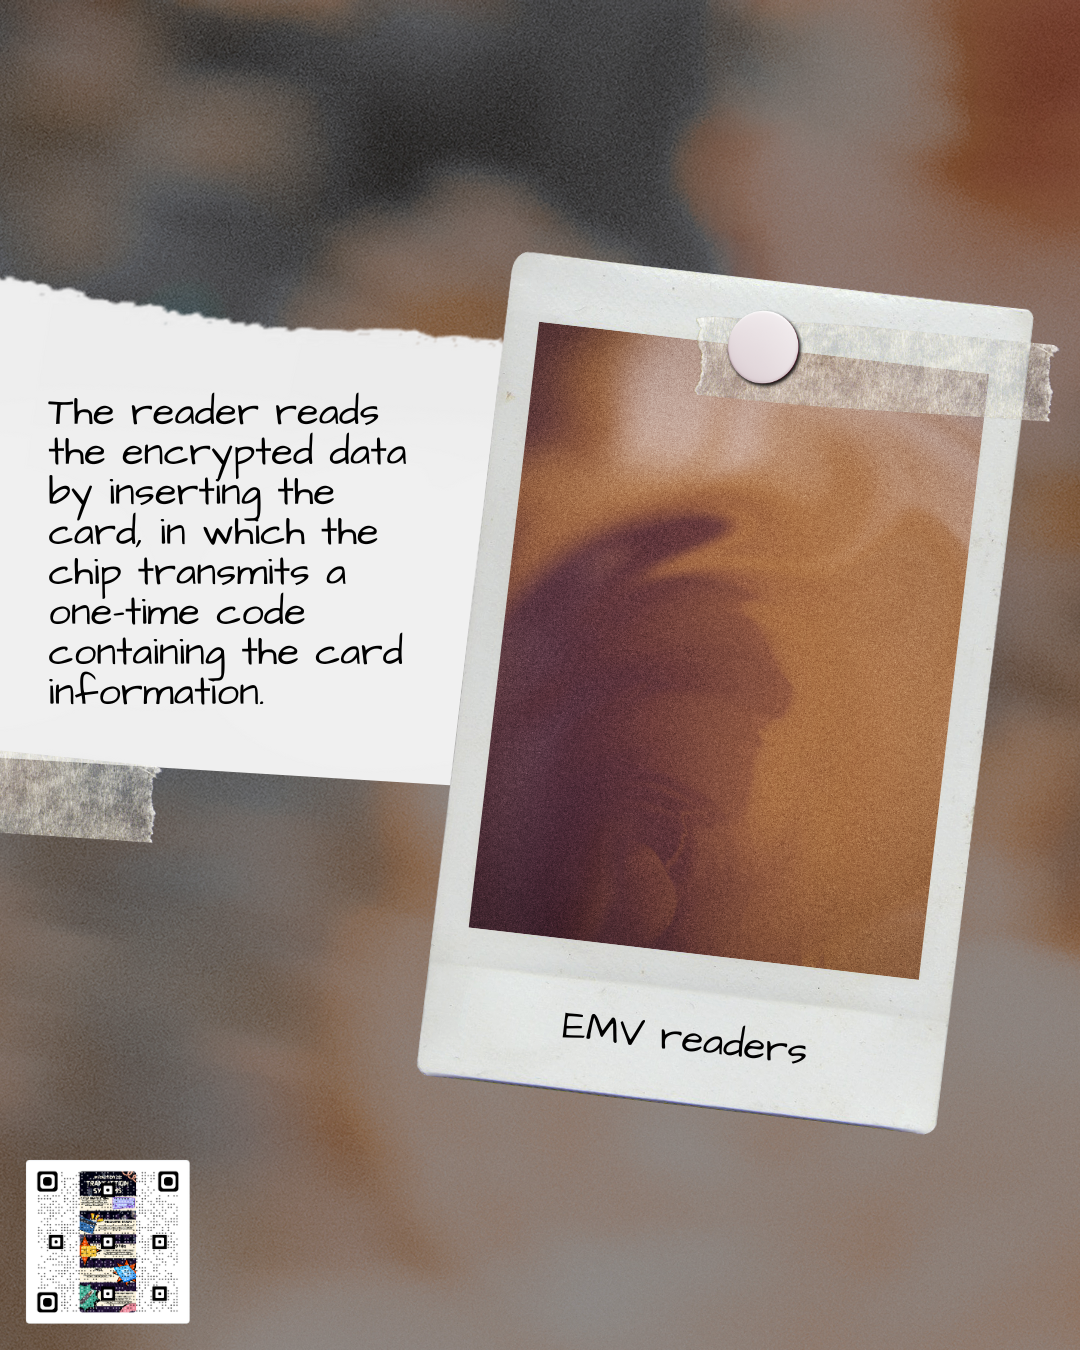 The reader reads
the encrypted data
by inserting the
card, in which the
chip transmits a
one-time code
containing the card
information.
EMV readers